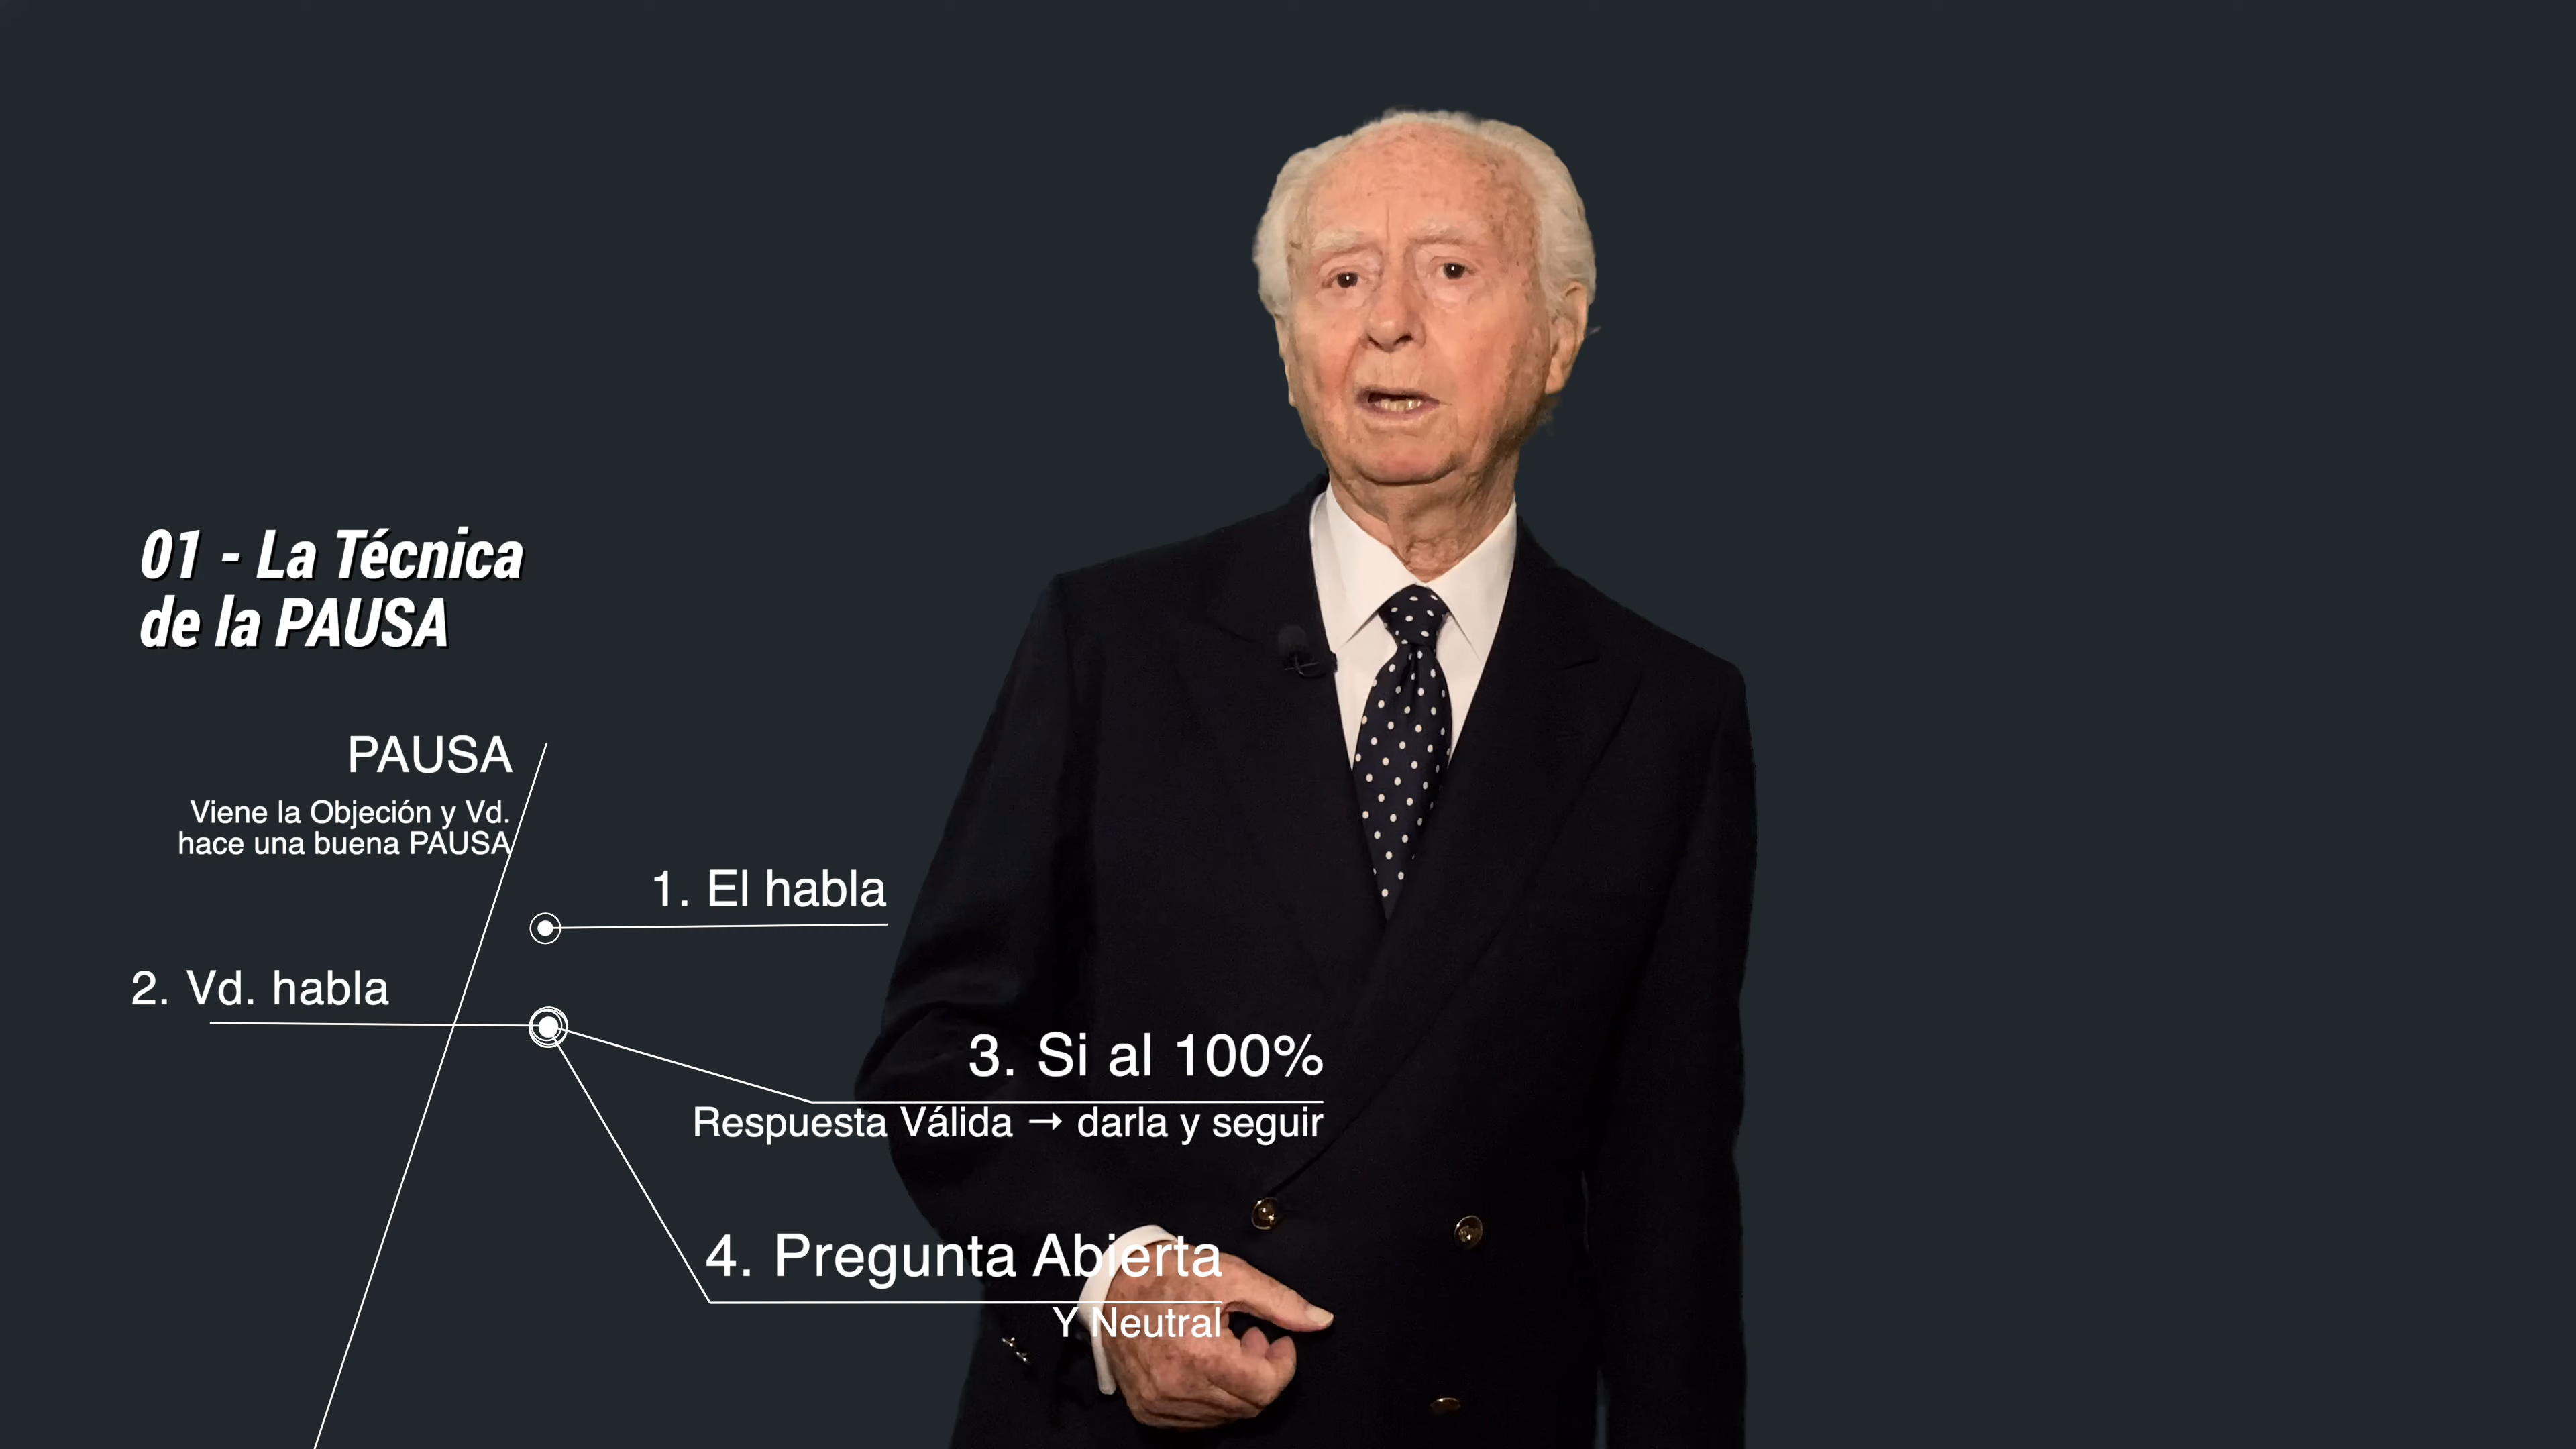 01 - La Técnica
de la PAUSA
PAUSA
Viene la Objeción y Vd.
hace una buena PAUSA
1. El habla
2. Vd. habla
3. Si al 100%
Respuesta Válida → darla y seguir
4. Pregunta Abierta
Y Neutral